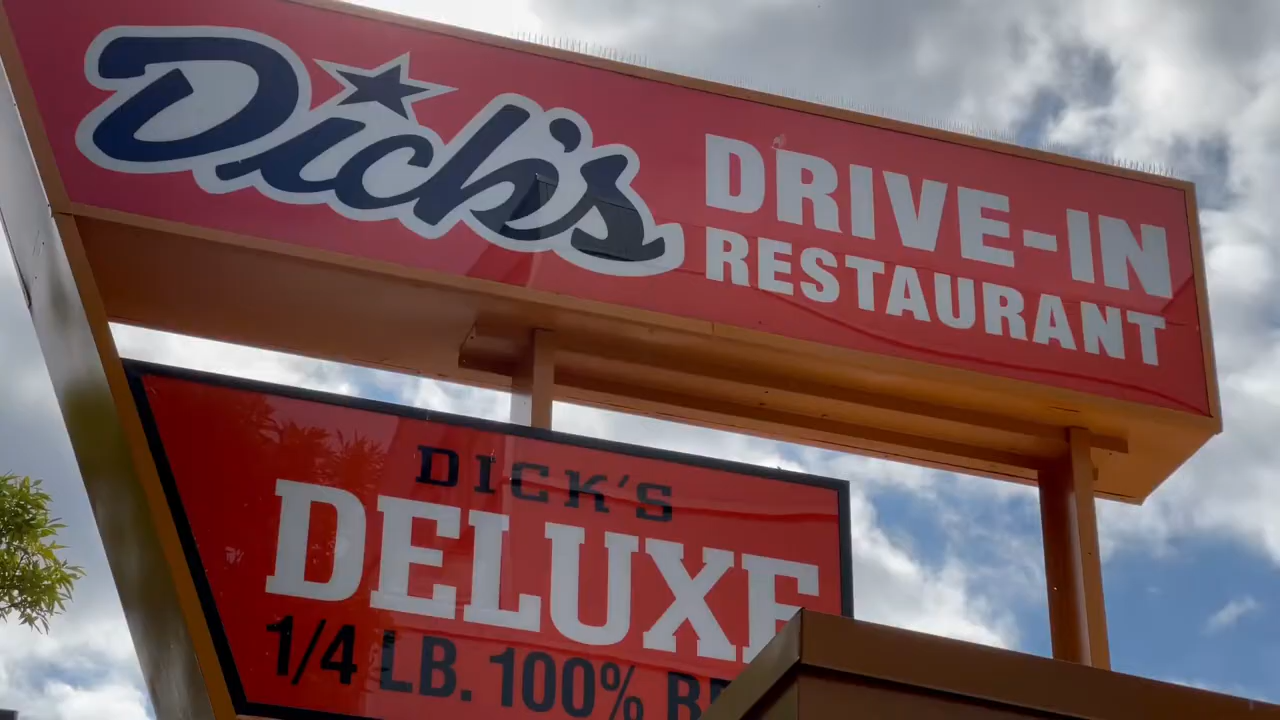 Dick's
DRIVE-IN
RESTAURANT
DICK'S
DELUXE
1/4 LB. 100%